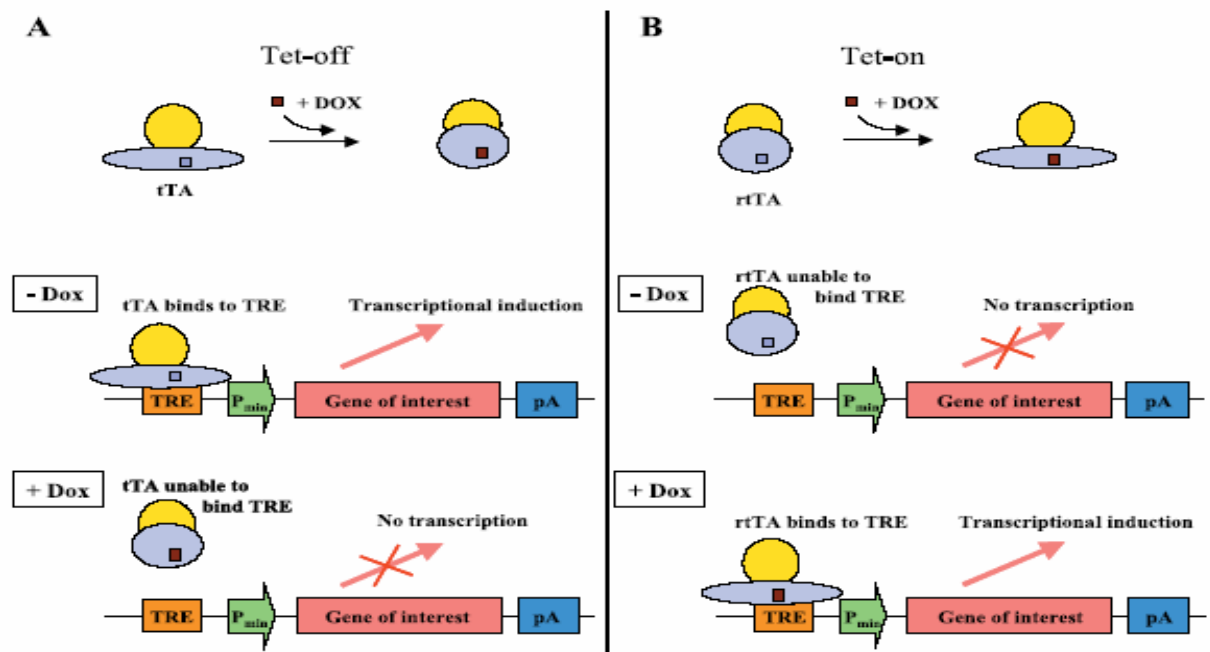 A
Tet-off
+ DOX
tTA
- Dox
tTA binds to TRE
Transcriptional induction
TRE
Pmin
Gene of interest
pA
+ Dox
tTA unable to
bind TRE
No transcription
TRE
Pmin
Gene of interest
pA
B
Tet-on
+ DOX
rtTA
- Dox
rtTA unable to
bind TRE
No transcription
TRE
Pmin
Gene of interest
pA
+ Dox
rtTA binds to TRE
Transcriptional induction
TRE
Pmin
Gene of interest
pA